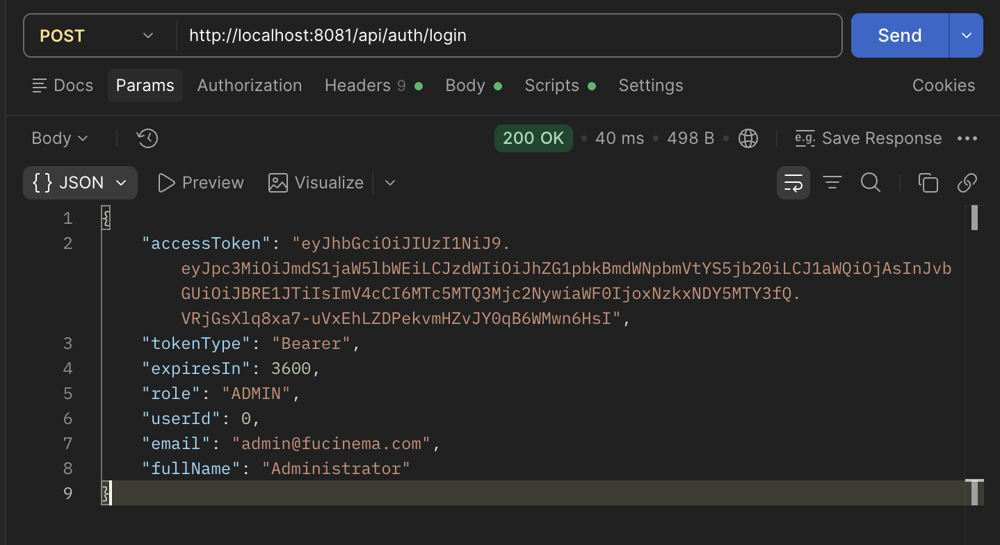 POST http://localhost:8081/api/auth/login Send
Docs Params Authorization Headers 9 Body Scripts Settings Cookies
Body 200 OK 40 ms 498 B e.g. Save Response
{ } JSON Preview Visualize
1 {
2 "accessToken": "eyJhbGciOiJIUzI1NiJ9.
eyJpc3MiOiJmdS1jaW5lbWEiLCJzdWIiOiJhZG1pbkBmdWNpbmVtYS5jb20iLCJ1aWQiOjAsInJvb
GUiOiJBRE1JTiIsImV4cCI6MTc5MTQ3Mjc2NywiaWF0IjoxNzkxNDY5MTY3fQ.
VRjGsXlq8xa7-uVxEhLZDPekvmHZvJY0qB6WMwn6HsI",
3 "tokenType": "Bearer",
4 "expiresIn": 3600,
5 "role": "ADMIN",
6 "userId": 0,
7 "email": "admin@fucinema.com",
8 "fullName": "Administrator"
9 }